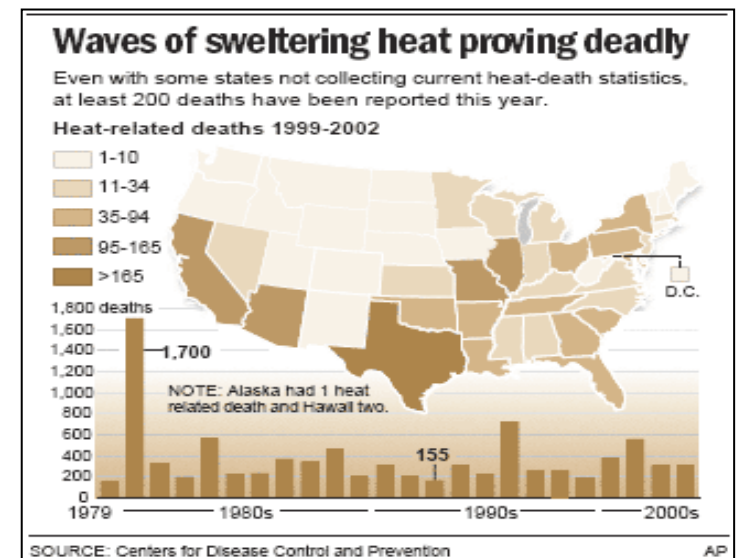 Waves of sweltering heat proving deadly
Even with some states not collecting current heat-death statistics,
at least 200 deaths have been reported this year.
Heat-related deaths 1999-2002
1-10
11-34
35-94
95-165
>165
D.C.
1,800 deaths
1,600
1,400
1,200
1,000
800
600
400
200
0
1,700
NOTE: Alaska had 1 heat
related death and Hawaii two.
155
1979
1980s
1990s
2000s
SOURCE: Centers for Disease Control and Prevention
AP